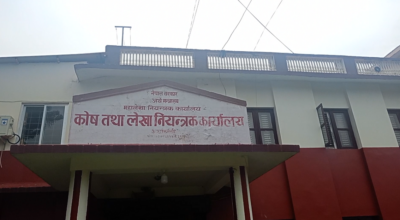 नेपाल सरकार
अर्थ मन्त्रालय
महालेखा नियन्त्रक कार्यालय
कोष तथा लेखा नियन्त्रक कार्यालय